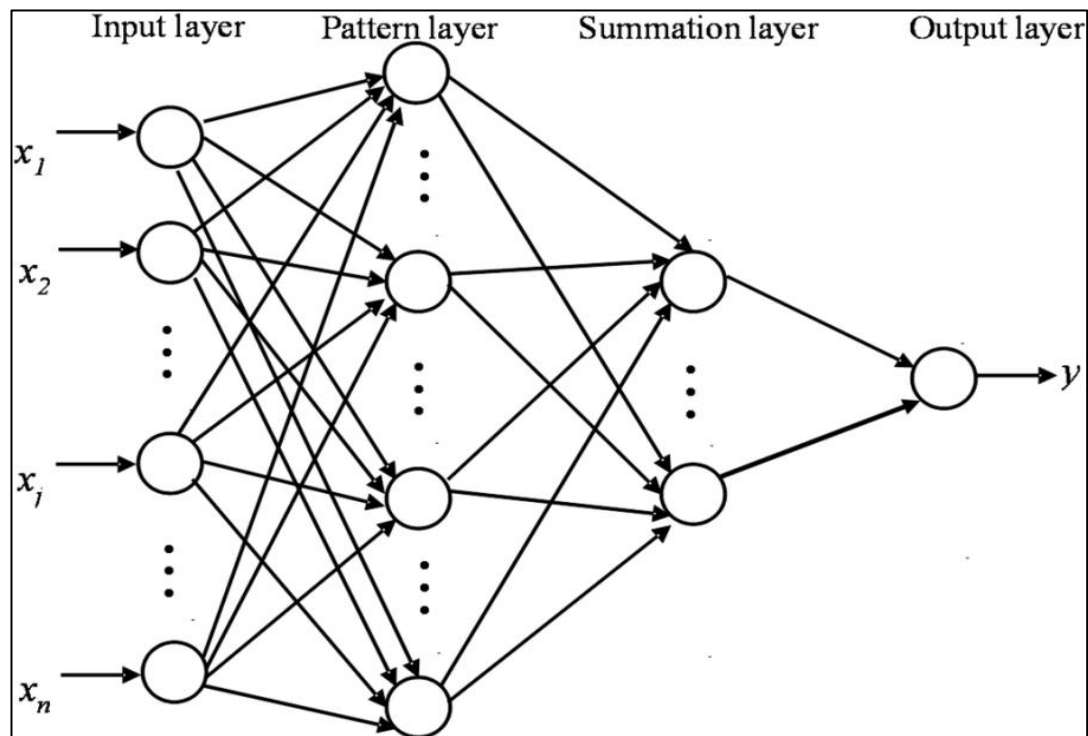 Input layer Pattern layer Summation layer Output layer
x1
x2
xj
xn
y